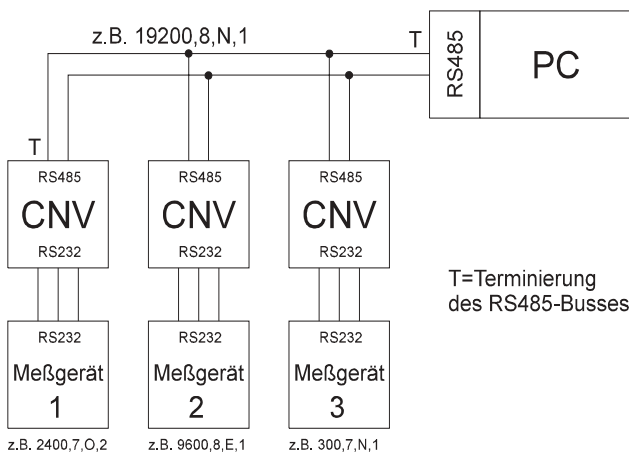 z.B. 19200,8,N,1
T
RS485
PC
T
RS485
CNV
RS232
RS485
CNV
RS232
RS485
CNV
RS232
T=Terminierung
des RS485-Busses
RS232
Meßgerät
1
RS232
Meßgerät
2
RS232
Meßgerät
3
z.B. 2400,7,O,2
z.B. 9600,8,E,1
z.B. 300,7,N,1